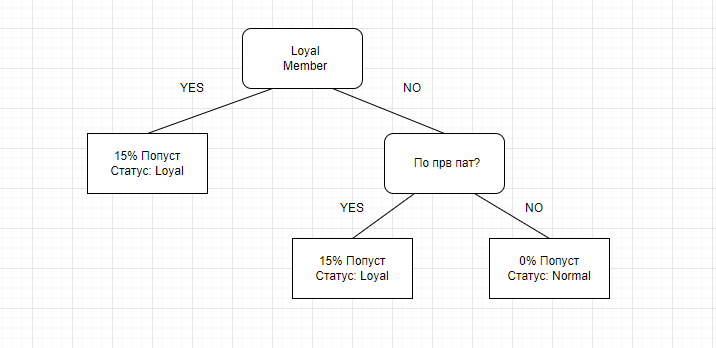 Loyal
Member
YES
NO
15% Попуст
Статус: Loyal
По прв пат?
YES
NO
15% Попуст
Статус: Loyal
0% Попуст
Статус: Normal